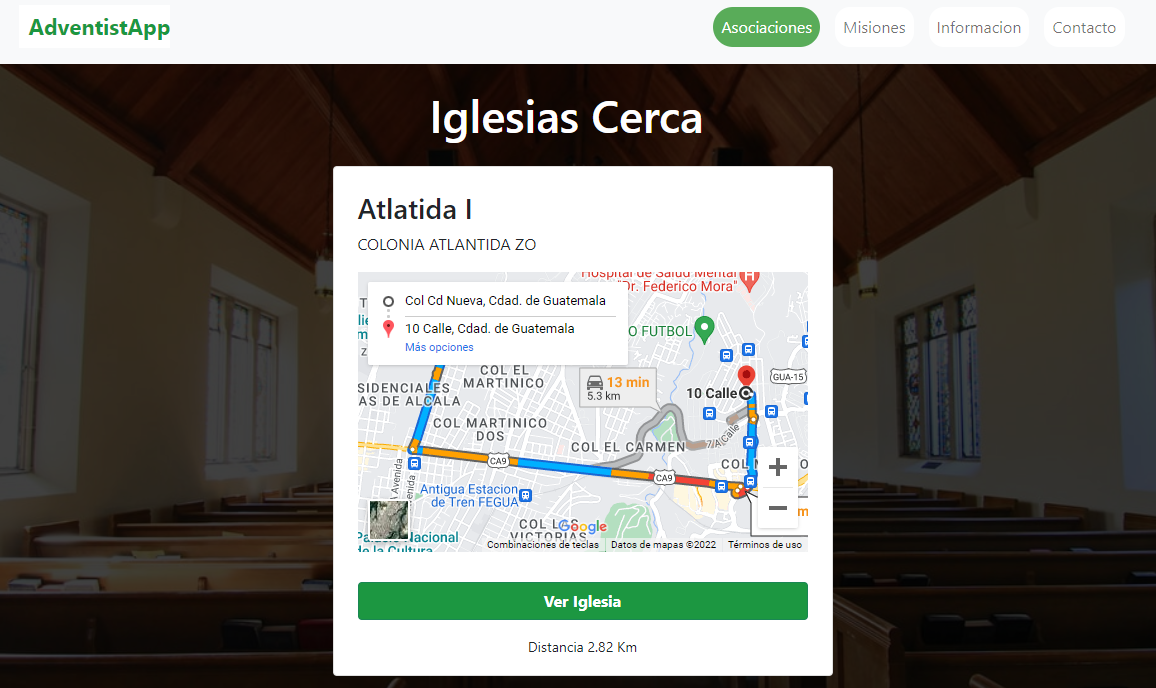 AdventistApp
Asociaciones
Misiones
Informacion
Contacto
Iglesias Cerca
Atlatida I
COLONIA ATLANTIDA ZO
Hospital de Salud Mental
"Dr. Federico Mora"
Col Cd Nueva, Cdad. de Guatemala
10 Calle, Cdad. de Guatemala
Más opciones
O FUTBOL
GUA-15
COL EL
MARTINICO
13 min
5.3 km
10 Calle
SIDENCIALES
AS DE ALCALA
COL MARTINICO
DOS
COL EL CARMEN
7 A Calle
CA9
CA9
Avenida
Antigua Estacion
de Tren FEGUA
COL LAS
VICTORIAS
Google
Nacional
de la Cultura
Combinaciones de teclas
Datos de mapas ©2022
Términos de uso
Ver Iglesia
Distancia 2.82 Km